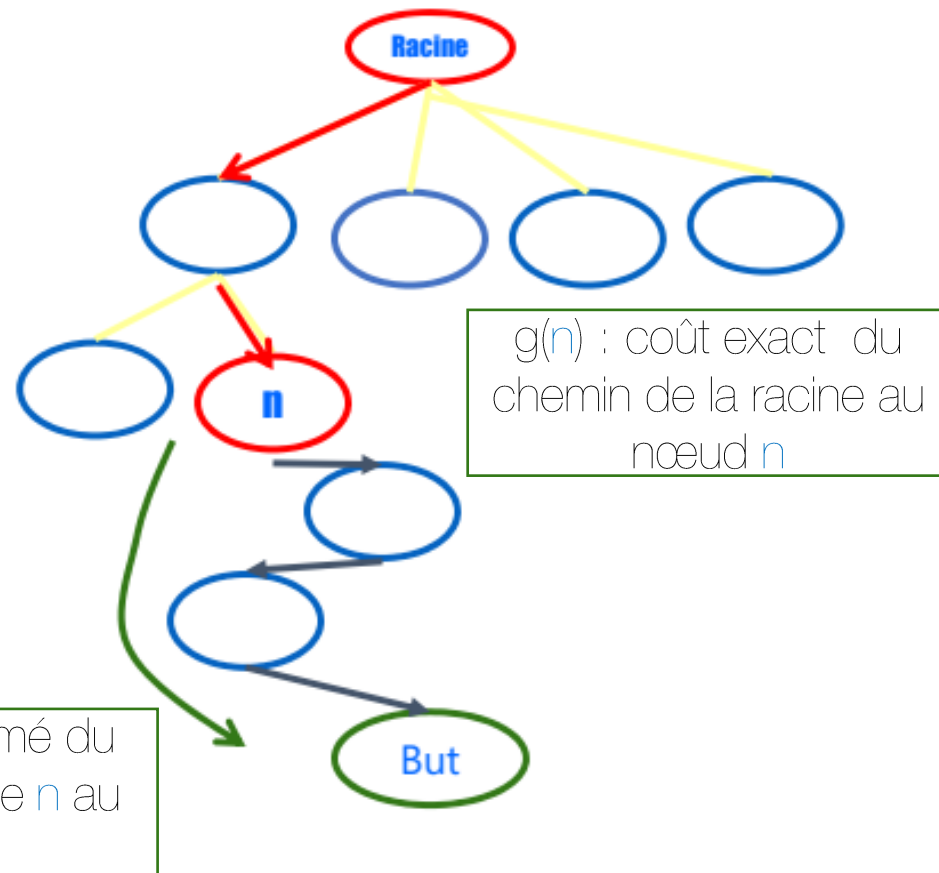 Racine
g(n) : coût exact du
chemin de la racine au
nœud n
n
mé du
e n au
But